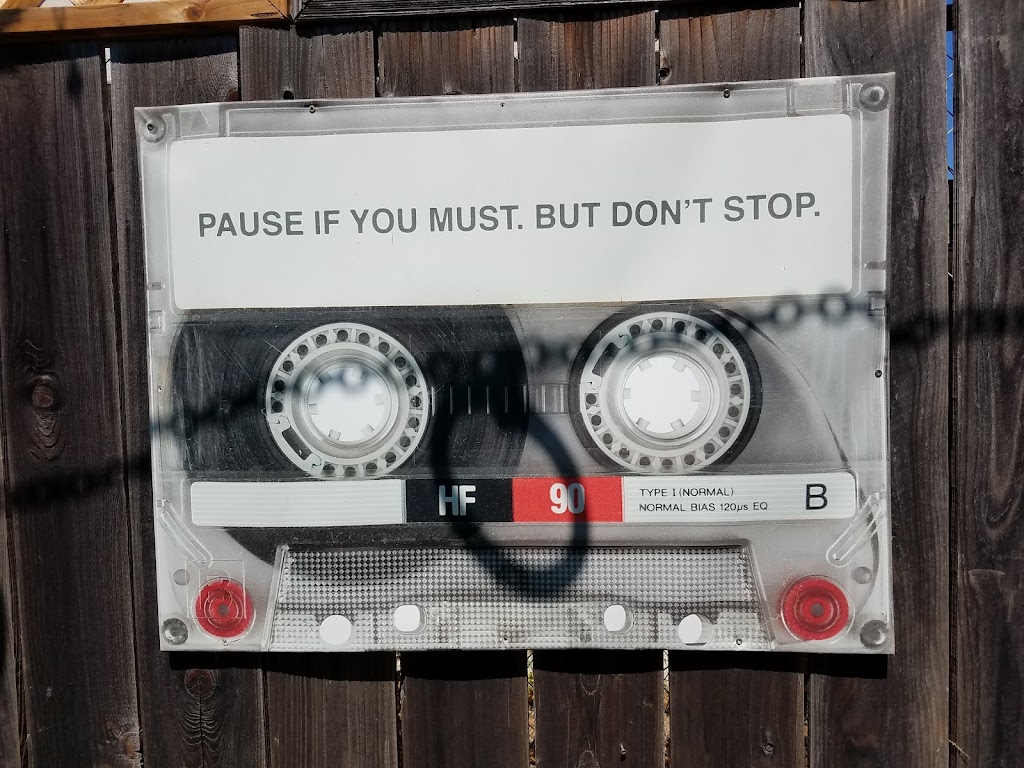 PAUSE IF YOU MUST. BUT DON'T STOP.
HF 90 TYPE I (NORMAL) B
NORMAL BIAS 120µs EQ